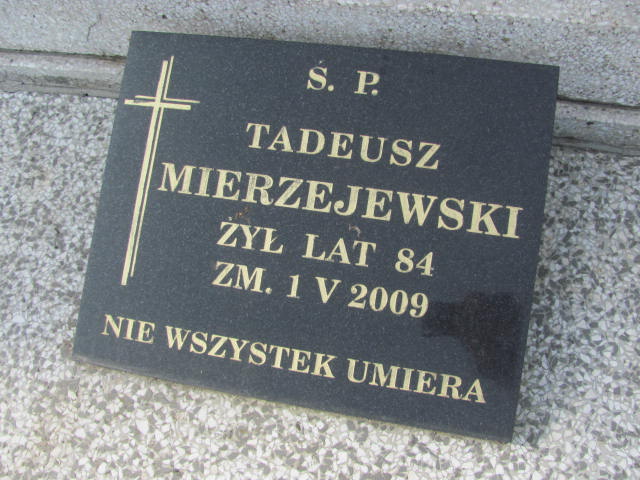 Ś. P.
TADEUSZ
MIERZEJEWSKI
ŻYŁ LAT 84
ZM. 1 V 2009
NIE WSZYSTEK UMIERA